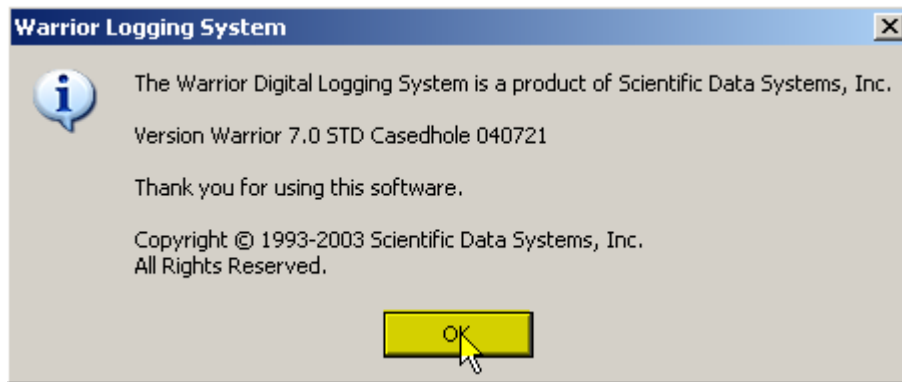 Warrior Logging System
The Warrior Digital Logging System is a product of Scientific Data Systems, Inc.
Version Warrior 7.0 STD Casedhole 040721
Thank you for using this software.
Copyright © 1993-2003 Scientific Data Systems, Inc.
All Rights Reserved.
OK